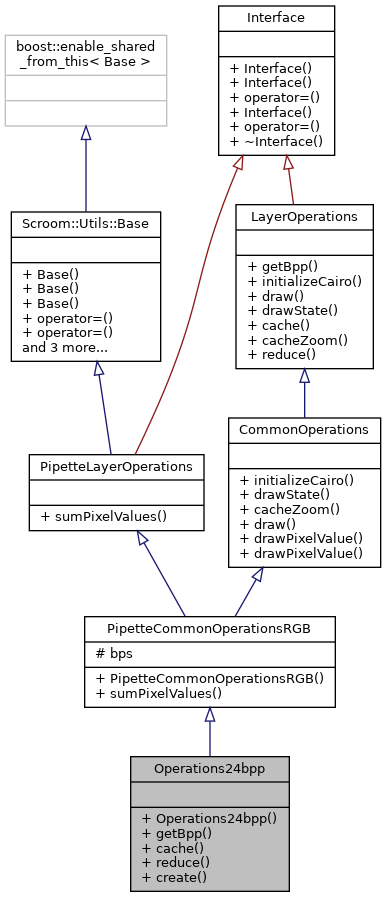 Interface
+ Interface()
+ Interface()
+ operator=()
+ Interface()
+ operator=()
+ ~Interface()
boost::enable_shared
_from_this< Base >
Scroom::Utils::Base
+ Base()
+ Base()
+ Base()
+ operator=()
+ operator=()
and 3 more...
LayerOperations
+ getBpp()
+ initializeCairo()
+ draw()
+ drawState()
+ cache()
+ cacheZoom()
+ reduce()
CommonOperations
+ initializeCairo()
+ drawState()
+ cacheZoom()
+ draw()
+ drawPixelValue()
+ drawPixelValue()
PipetteLayerOperations
+ sumPixelValues()
PipetteCommonOperationsRGB
# bps
+ PipetteCommonOperationsRGB()
+ sumPixelValues()
Operations24bpp
+ Operations24bpp()
+ getBpp()
+ cache()
+ reduce()
+ create()